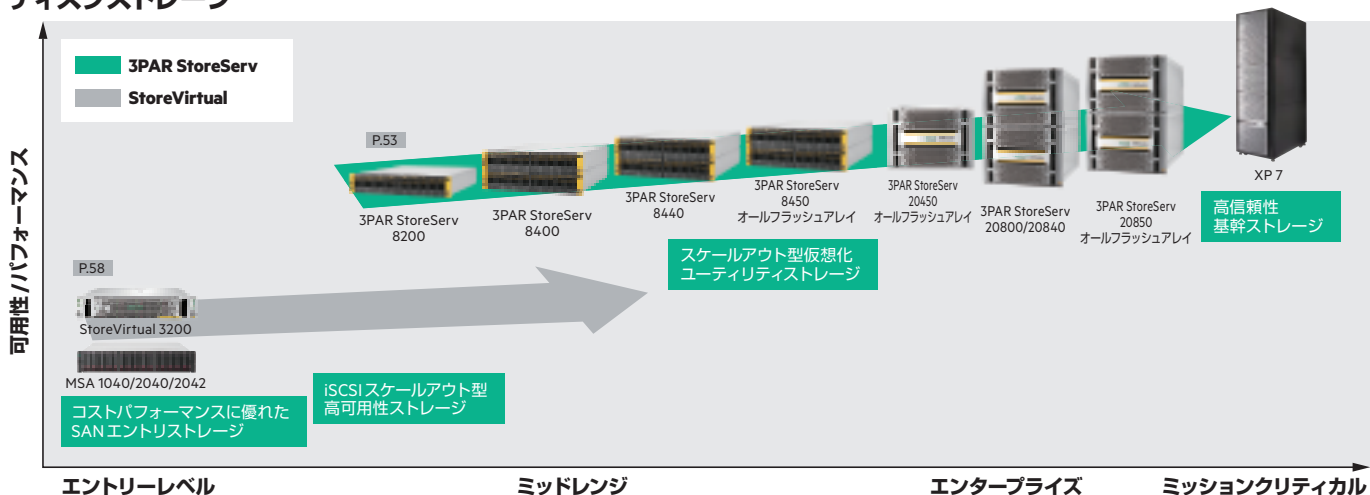 ディスクストレージ
3PAR StoreServ
StoreVirtual
可用性/パフォーマンス
P.53
3PAR StoreServ
8200
3PAR StoreServ
8400
3PAR StoreServ
8440
3PAR StoreServ
8450
オールフラッシュアレイ
3PAR StoreServ
20450
オールフラッシュアレイ
3PAR StoreServ
20800/20840
3PAR StoreServ
20850
オールフラッシュアレイ
XP 7
高信頼性
基幹ストレージ
スケールアウト型仮想化
ユーティリティストレージ
P.58
StoreVirtual 3200
MSA 1040/2040/2042
コストパフォーマンスに優れた
SANエントリストレージ
iSCSIスケールアウト型
高可用性ストレージ
エントリーレベル
ミッドレンジ
エンタープライズ
ミッションクリティカル